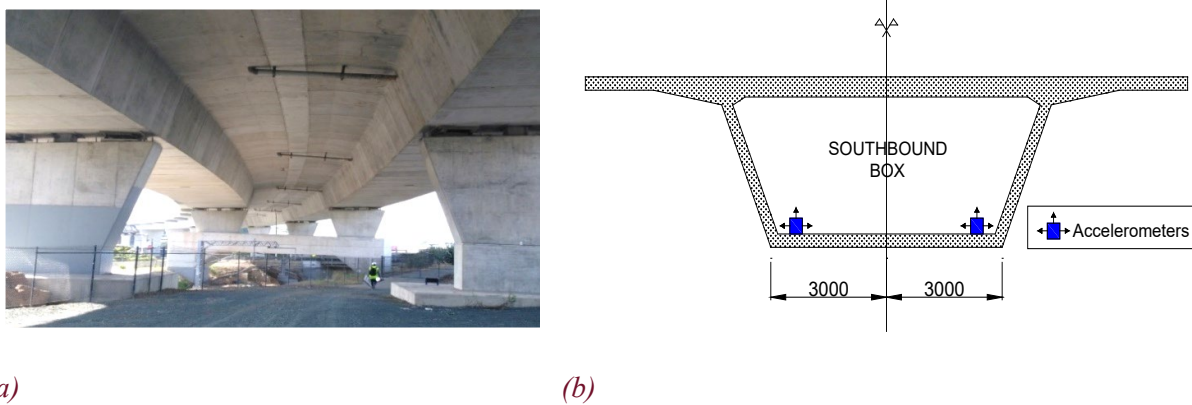 SOUTHBOUND
BOX
Accelerometers
3000
3000
a)
(b)